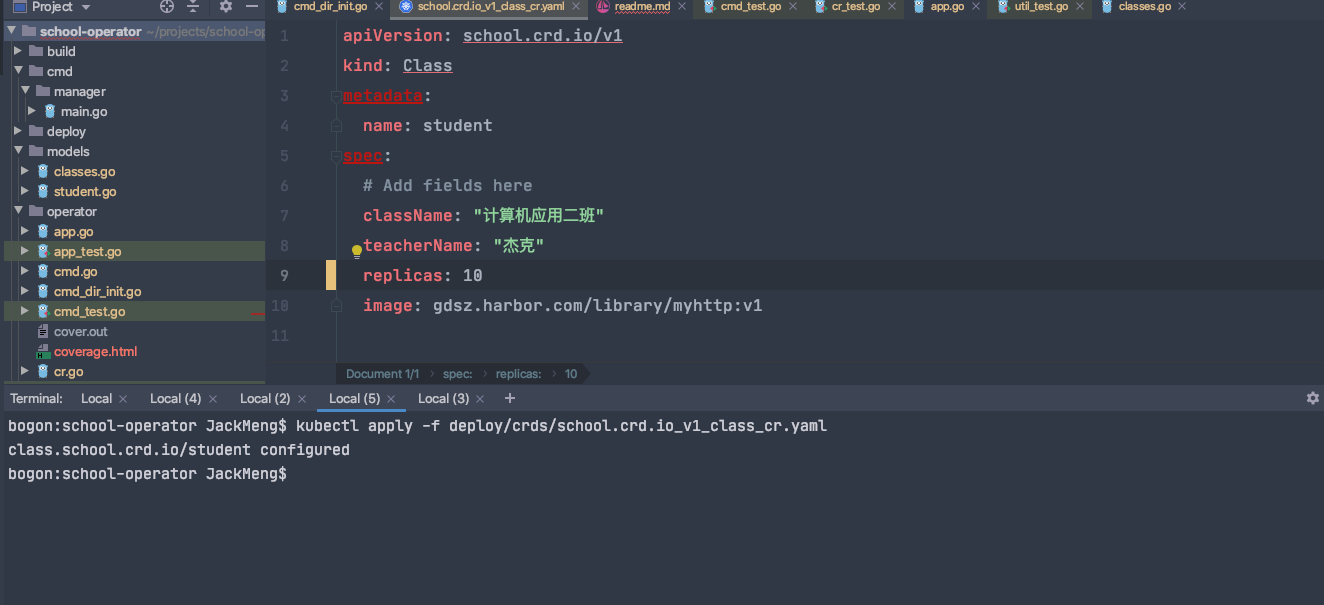 Project
cmd_dir_init.go
school.crd.io_v1_class_cr.yaml
readme.md
cmd_test.go
cr_test.go
app.go
util_test.go
classes.go
school-operator ~/projects/school-op
build
cmd
manager
main.go
deploy
models
classes.go
student.go
operator
app.go
app_test.go
cmd.go
cmd_dir_init.go
cmd_test.go
cover.out
coverage.html
cr.go
1 apiVersion: school.crd.io/v1
2 kind: Class
3 metadata:
4 name: student
5 spec:
6 # Add fields here
7 className: "计算机应用二班"
8 teacherName: "杰克"
9 replicas: 10
10 image: gdsz.harbor.com/library/myhttp:v1
11
Document 1/1 › spec: › replicas: › 10
Terminal: Local × Local (4) × Local (2) × Local (5) × Local (3) × +
bogon:school-operator JackMeng$ kubectl apply -f deploy/crds/school.crd.io_v1_class_cr.yaml
class.school.crd.io/student configured
bogon:school-operator JackMeng$